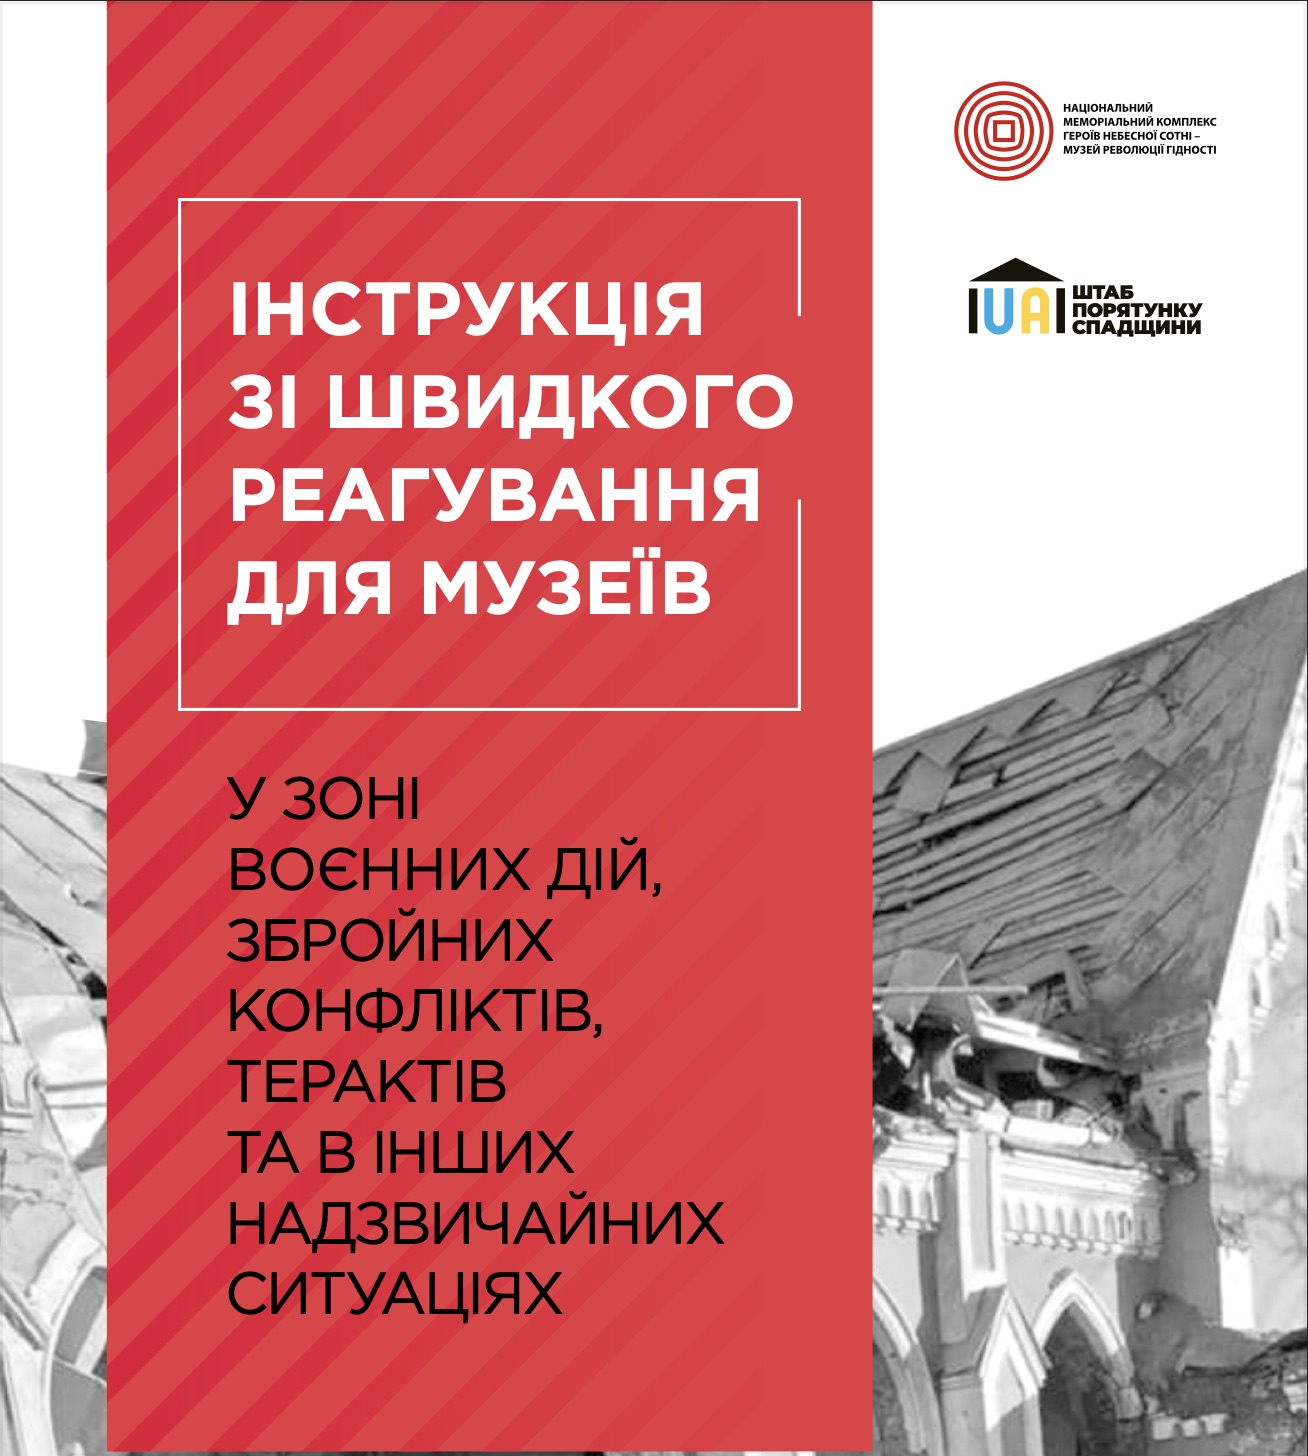 НАЦІОНАЛЬНИЙ
МЕМОРІАЛЬНИЙ КОМПЛЕКС
ГЕРОЇВ НЕБЕСНОЇ СОТНІ –
МУЗЕЙ РЕВОЛЮЦІЇ ГІДНОСТІ
UA
ШТАБ
ПОРЯТУНКУ
СПАДЩИНИ
ІНСТРУКЦІЯ
ЗІ ШВИДКОГО
РЕАГУВАННЯ
ДЛЯ МУЗЕЇВ
У ЗОНІ
ВОЄННИХ ДІЙ,
ЗБРОЙНИХ
КОНФЛІКТІВ,
ТЕРАКТІВ
ТА В ІНШИХ
НАДЗВИЧАЙНИХ
СИТУАЦІЯХ